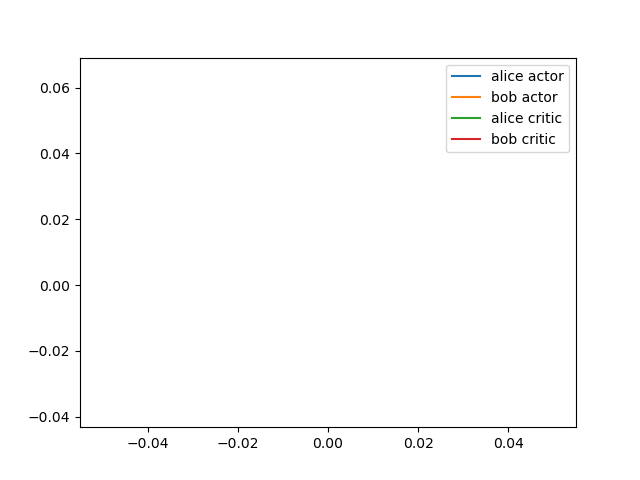 alice actor
bob actor
alice critic
bob critic
0.06
0.04
0.02
0.00
−0.02
−0.04
−0.04 −0.02 0.00 0.02 0.04